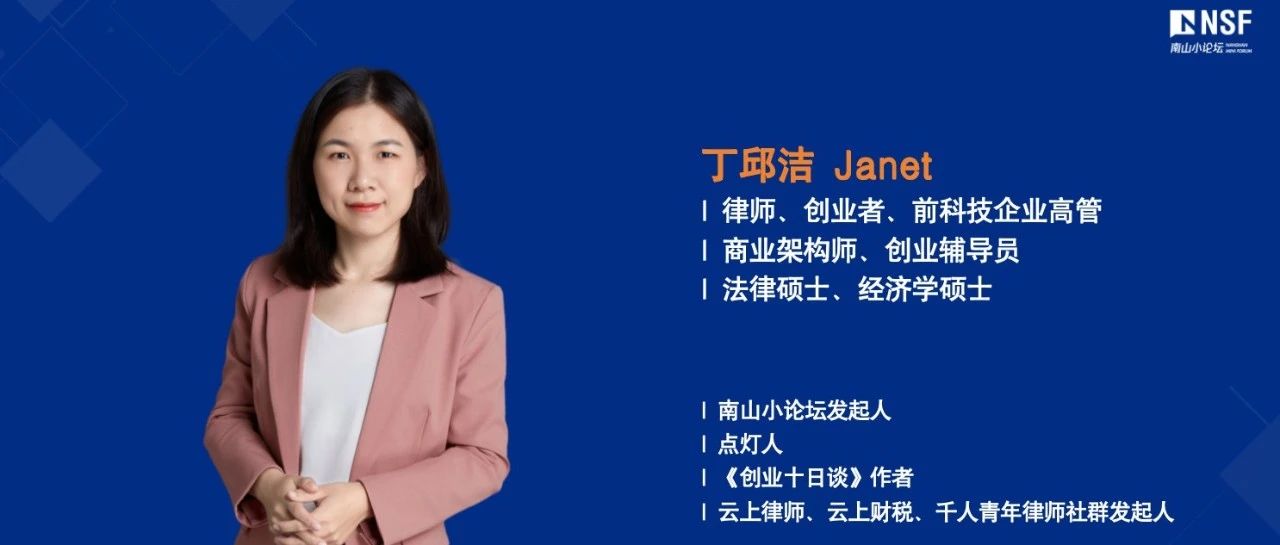 NSF
南山小论坛 NANSHAN MINI FORUM
丁邱洁 Janet
| 律师、创业者、前科技企业高管
| 商业架构师、创业辅导员
| 法律硕士、经济学硕士
| 南山小论坛发起人
| 点灯人
| 《创业十日谈》作者
| 云上律师、云上财税、千人青年律师社群发起人